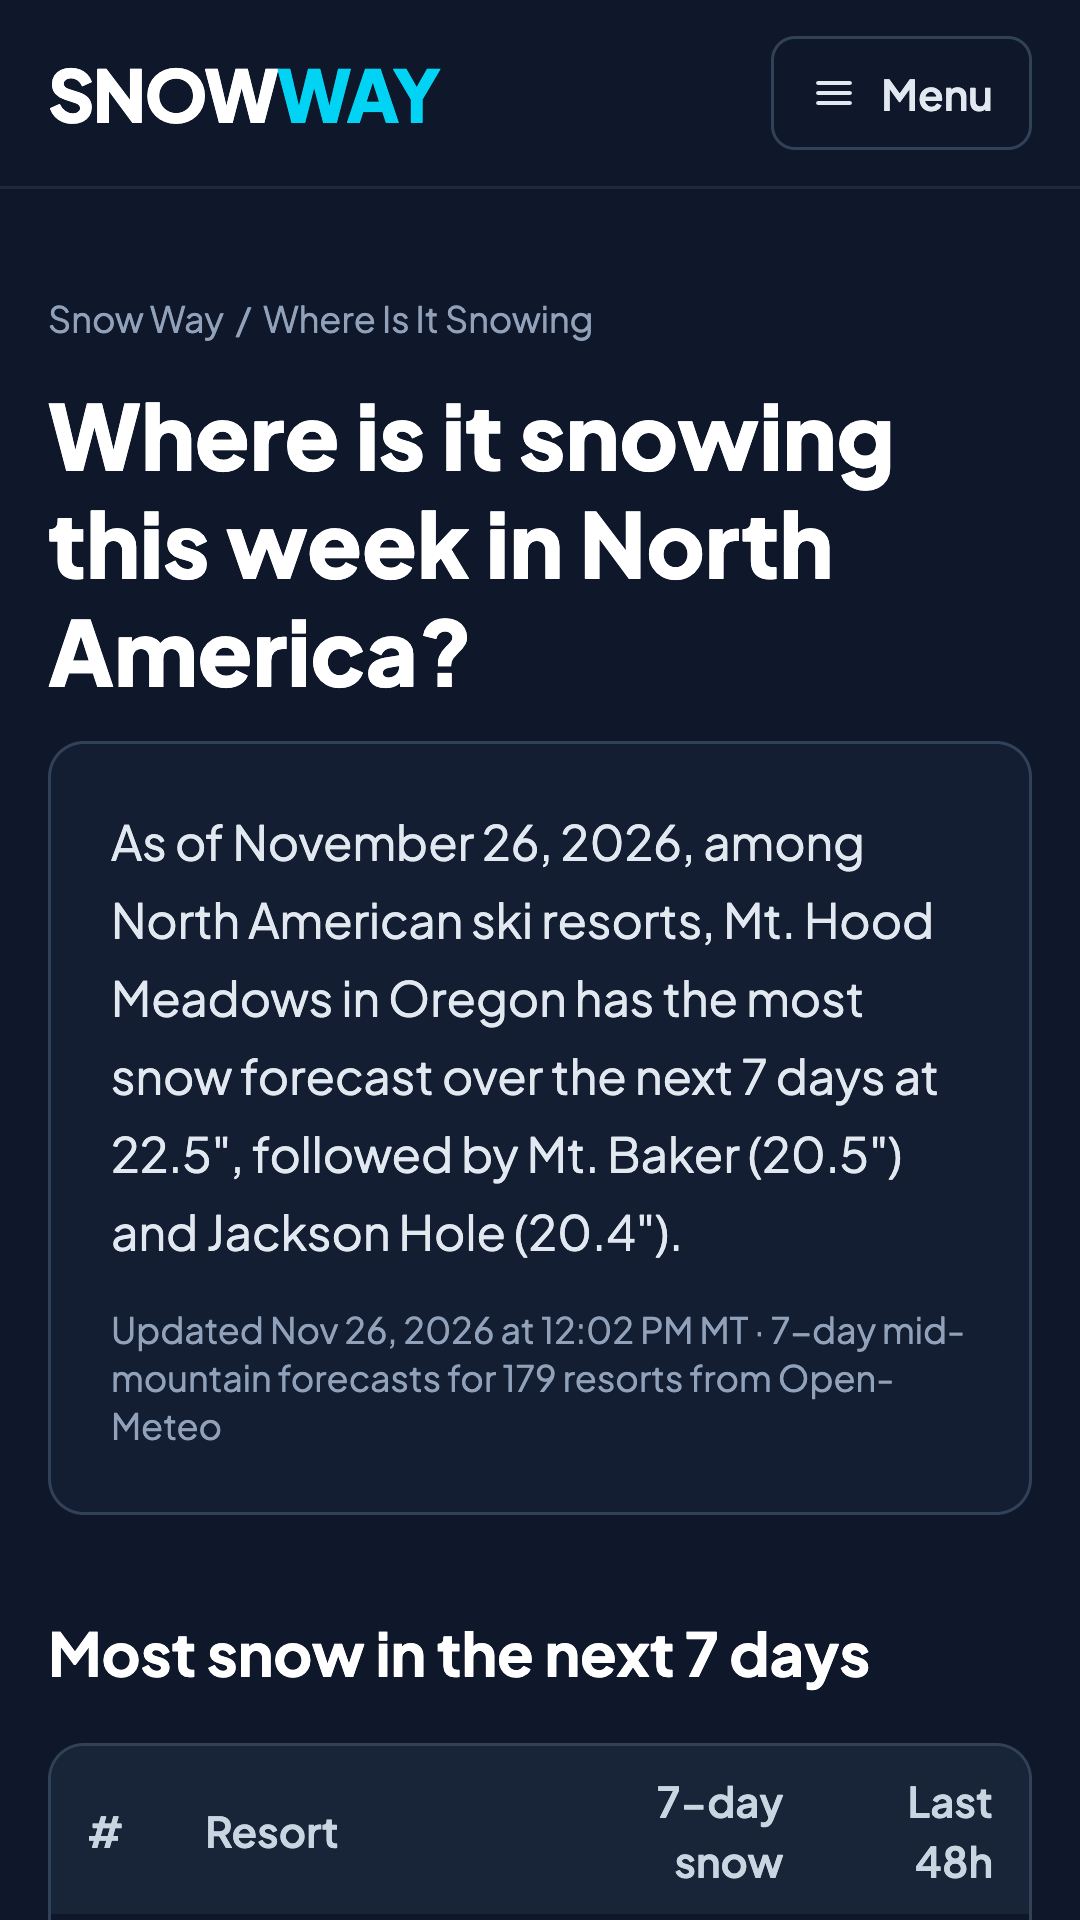 SNOWWAY
Menu
Snow Way / Where Is It Snowing
Where is it snowing
this week in North
America?
As of November 26, 2026, among
North American ski resorts, Mt. Hood
Meadows in Oregon has the most
snow forecast over the next 7 days at
22.5", followed by Mt. Baker (20.5")
and Jackson Hole (20.4").
Updated Nov 26, 2026 at 12:02 PM MT · 7-day mid-
mountain forecasts for 179 resorts from Open-
Meteo
Most snow in the next 7 days
# Resort 7-day snow Last 48h